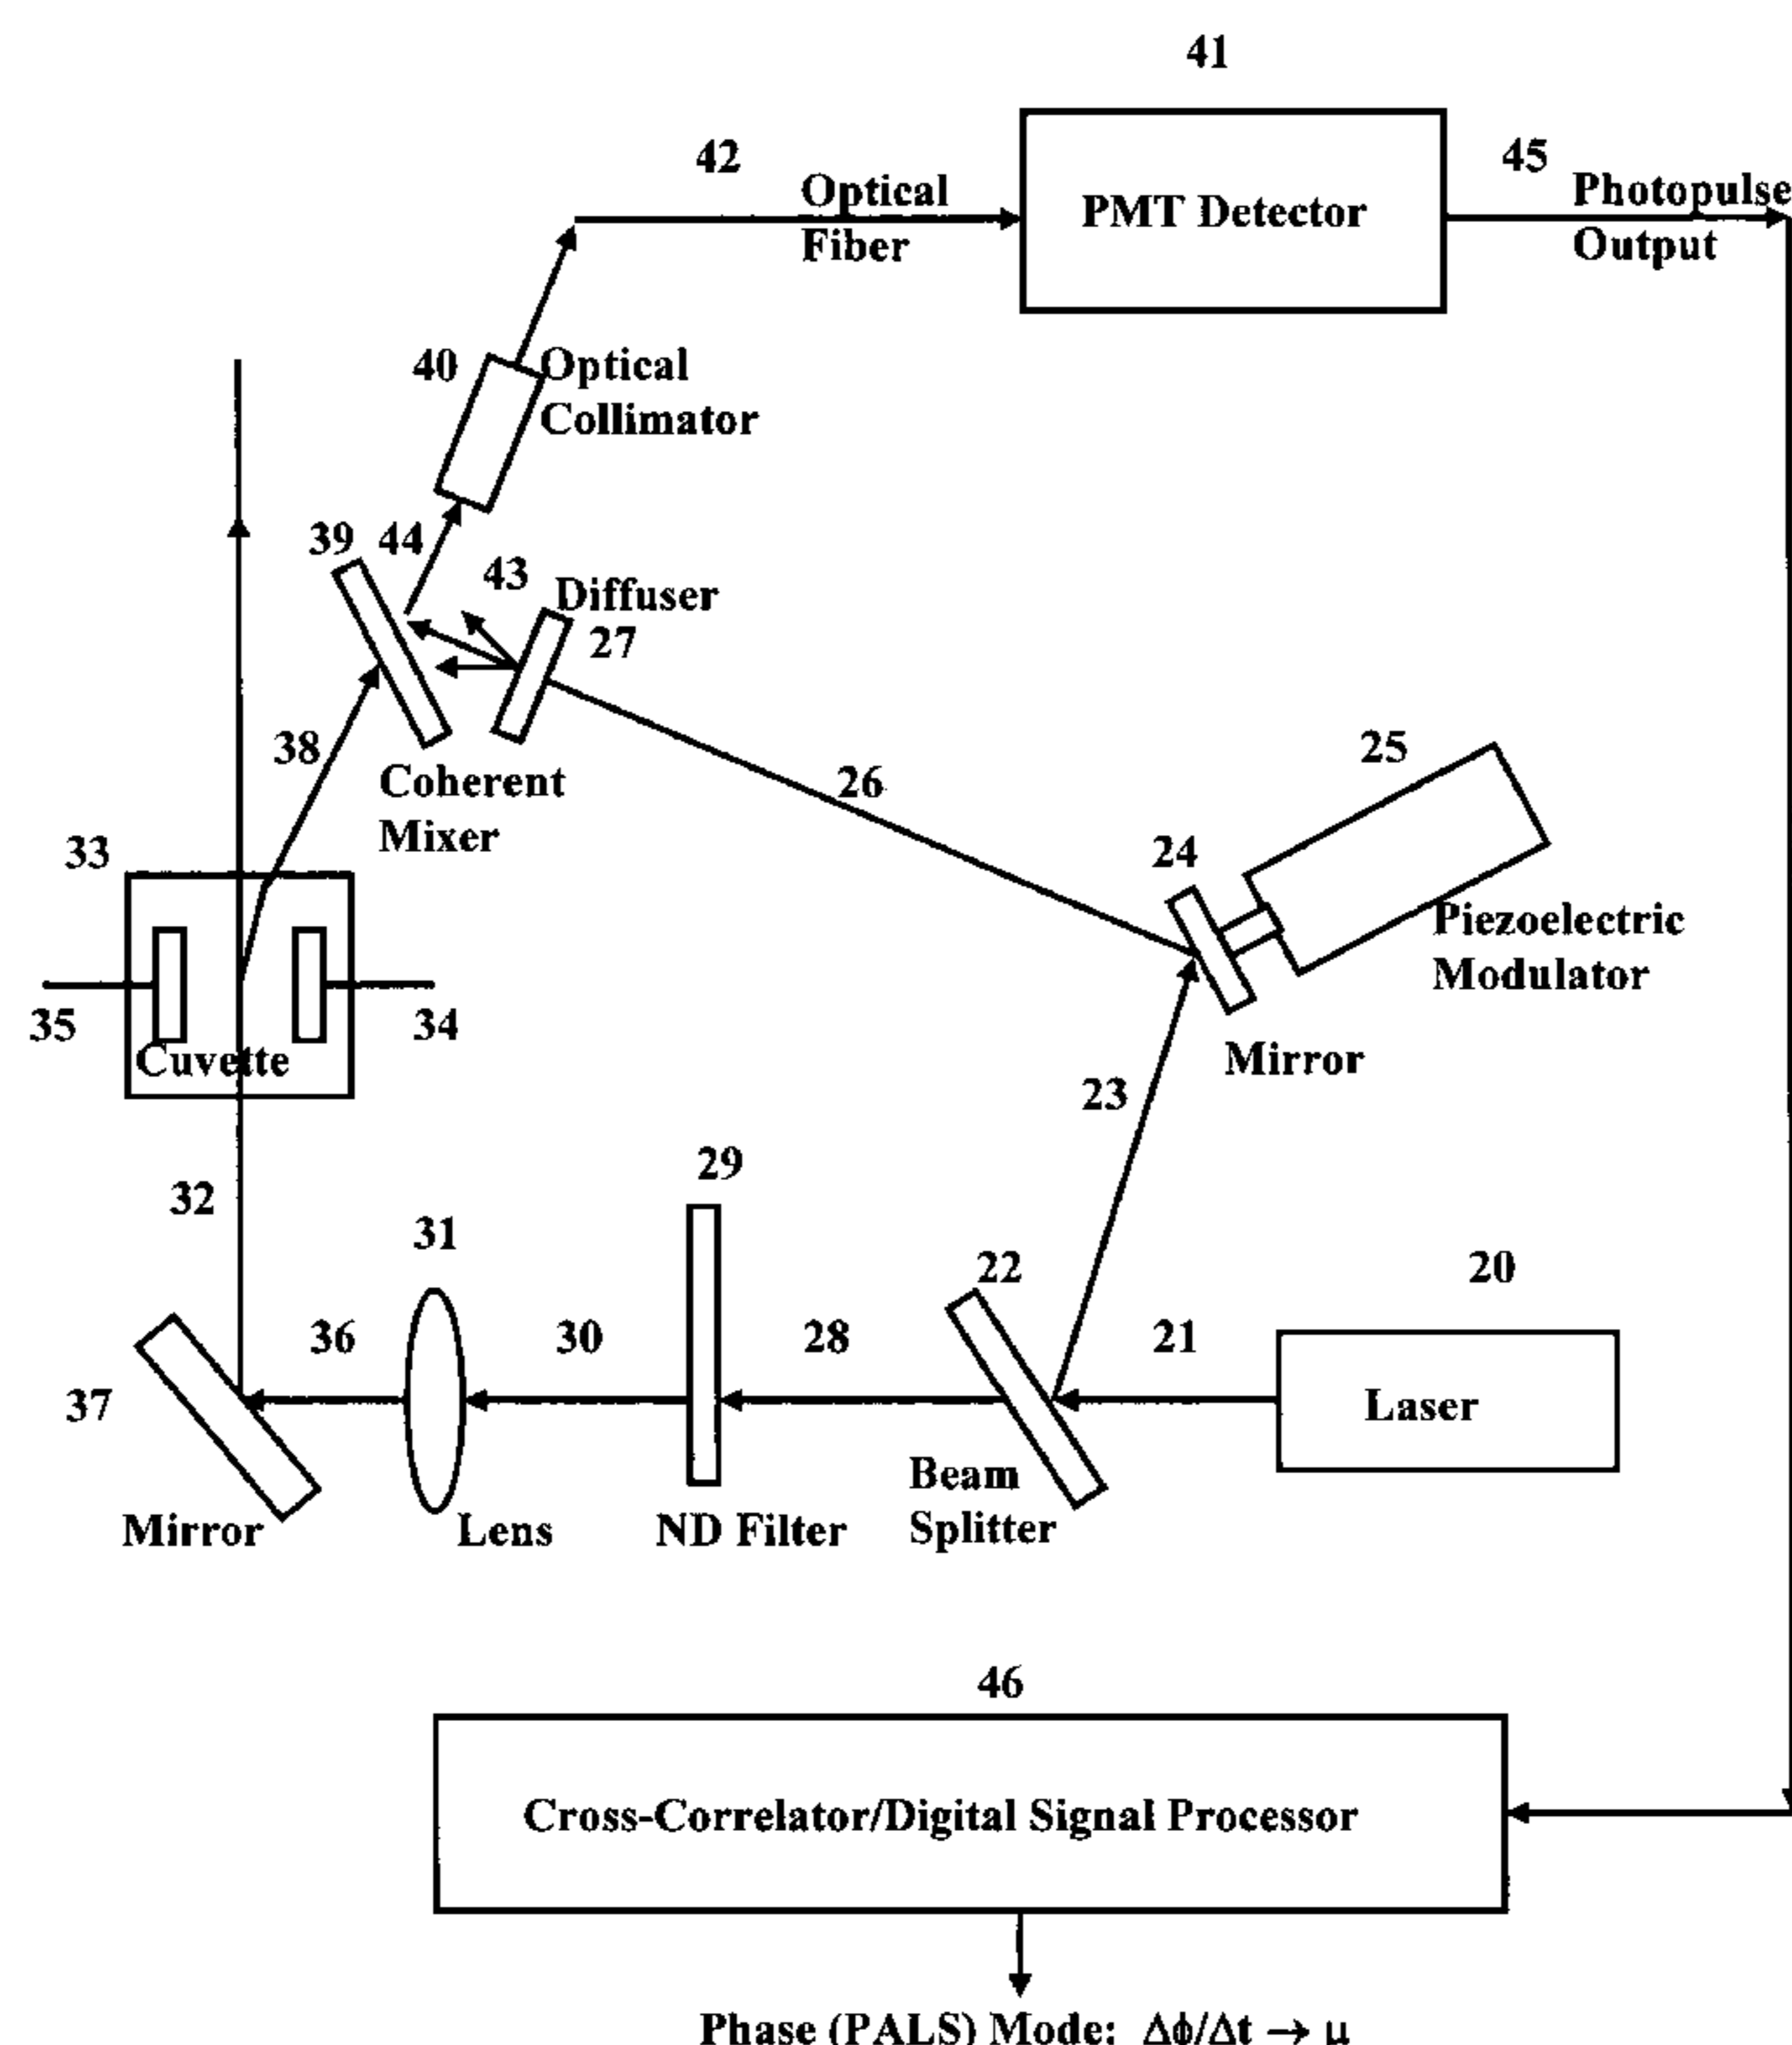 41
42
45
Optical
Fiber
PMT Detector
Photopulse
Output
40
Optical
Collimator
39
44
43
Diffuser
27
38
Coherent
Mixer
26
25
24
33
Piezoelectric
Modulator
35
34
Cuvette
Mirror
23
29
32
31
22
20
36
30
28
21
37
Laser
Beam
Splitter
Mirror
Lens
ND Filter
46
Cross-Correlator/Digital Signal Processor
Phase (PALS) Mode: Δϕ/Δt → μ